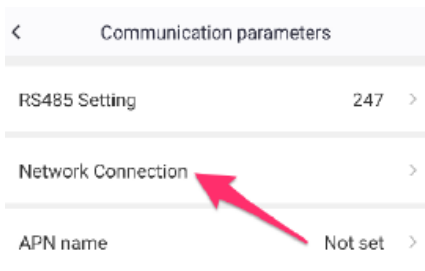 Communication parameters
RS485 Setting 247
Network Connection
APN name Not set